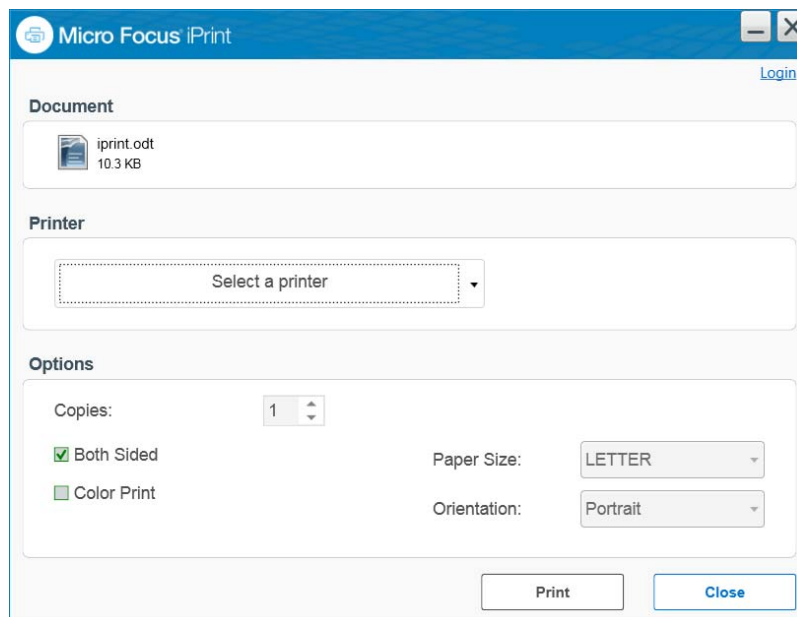 Micro Focus iPrint
Login
Document
iprint.odt
10.3 KB
Printer
Select a printer
Options
Copies: 1
Both Sided
Paper Size: LETTER
Color Print
Orientation: Portrait
Print Close